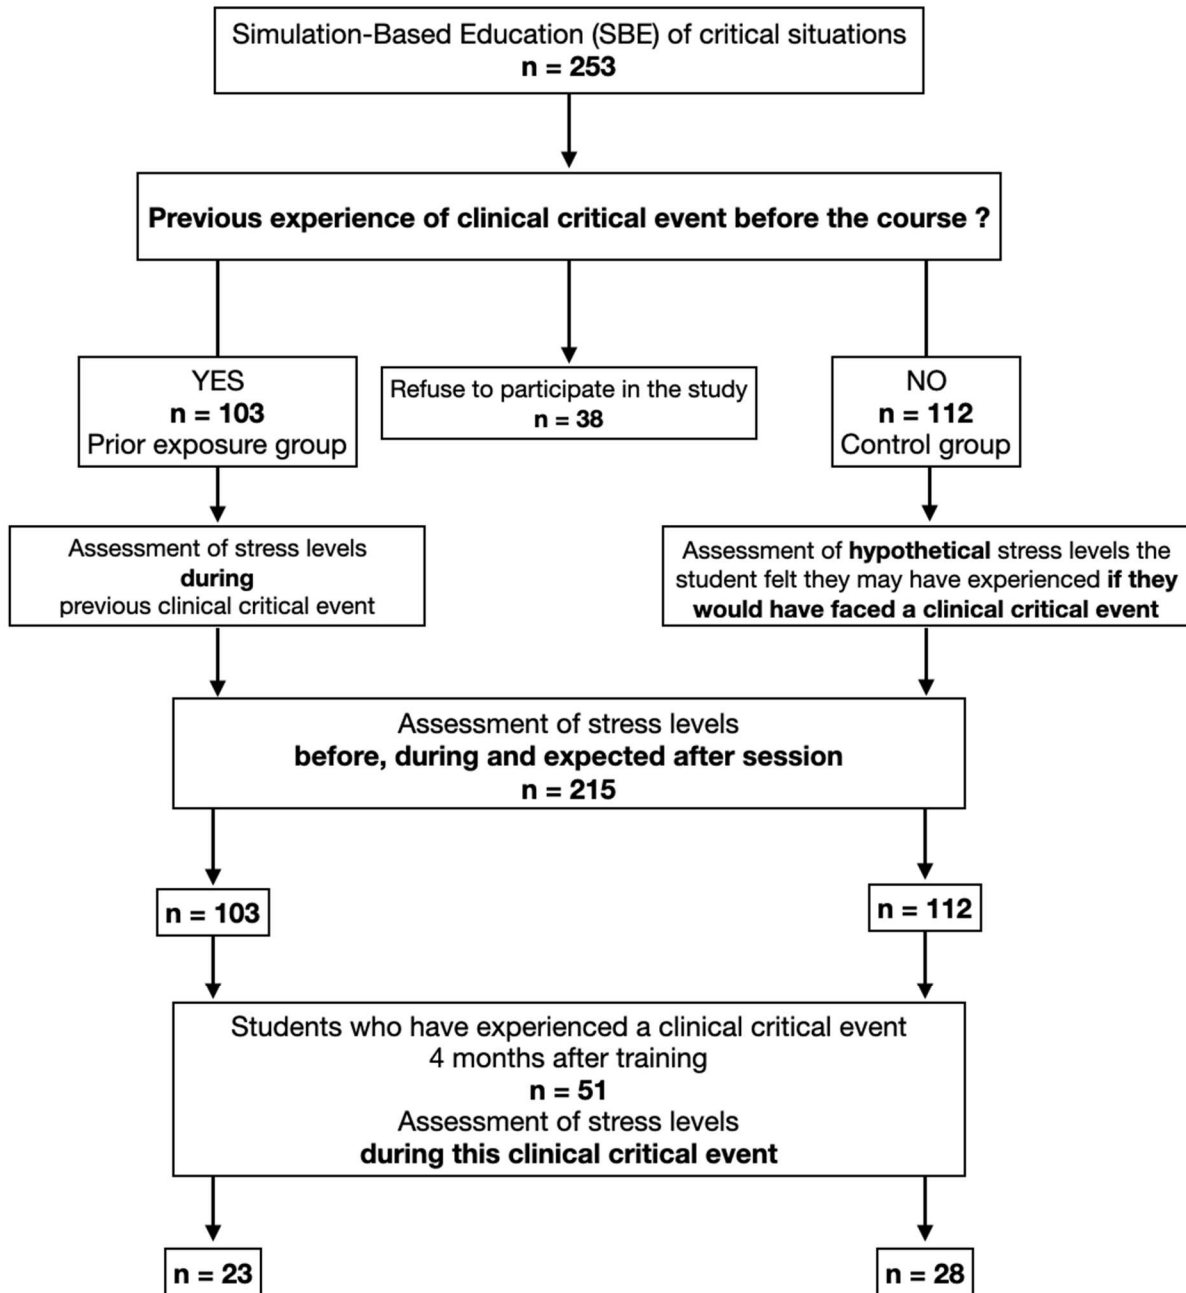 Simulation-Based Education (SBE) of critical situations
n = 253
Previous experience of clinical critical event before the course ?
YES
n = 103
Prior exposure group
Refuse to participate in the study
n = 38
NO
n = 112
Control group
Assessment of stress levels
during
previous clinical critical event
Assessment of hypothetical stress levels the
student felt they may have experienced if they
would have faced a clinical critical event
Assessment of stress levels
before, during and expected after session
n = 215
n = 103
n = 112
Students who have experienced a clinical critical event
4 months after training
n = 51
Assessment of stress levels
during this clinical critical event
n = 23
n = 28